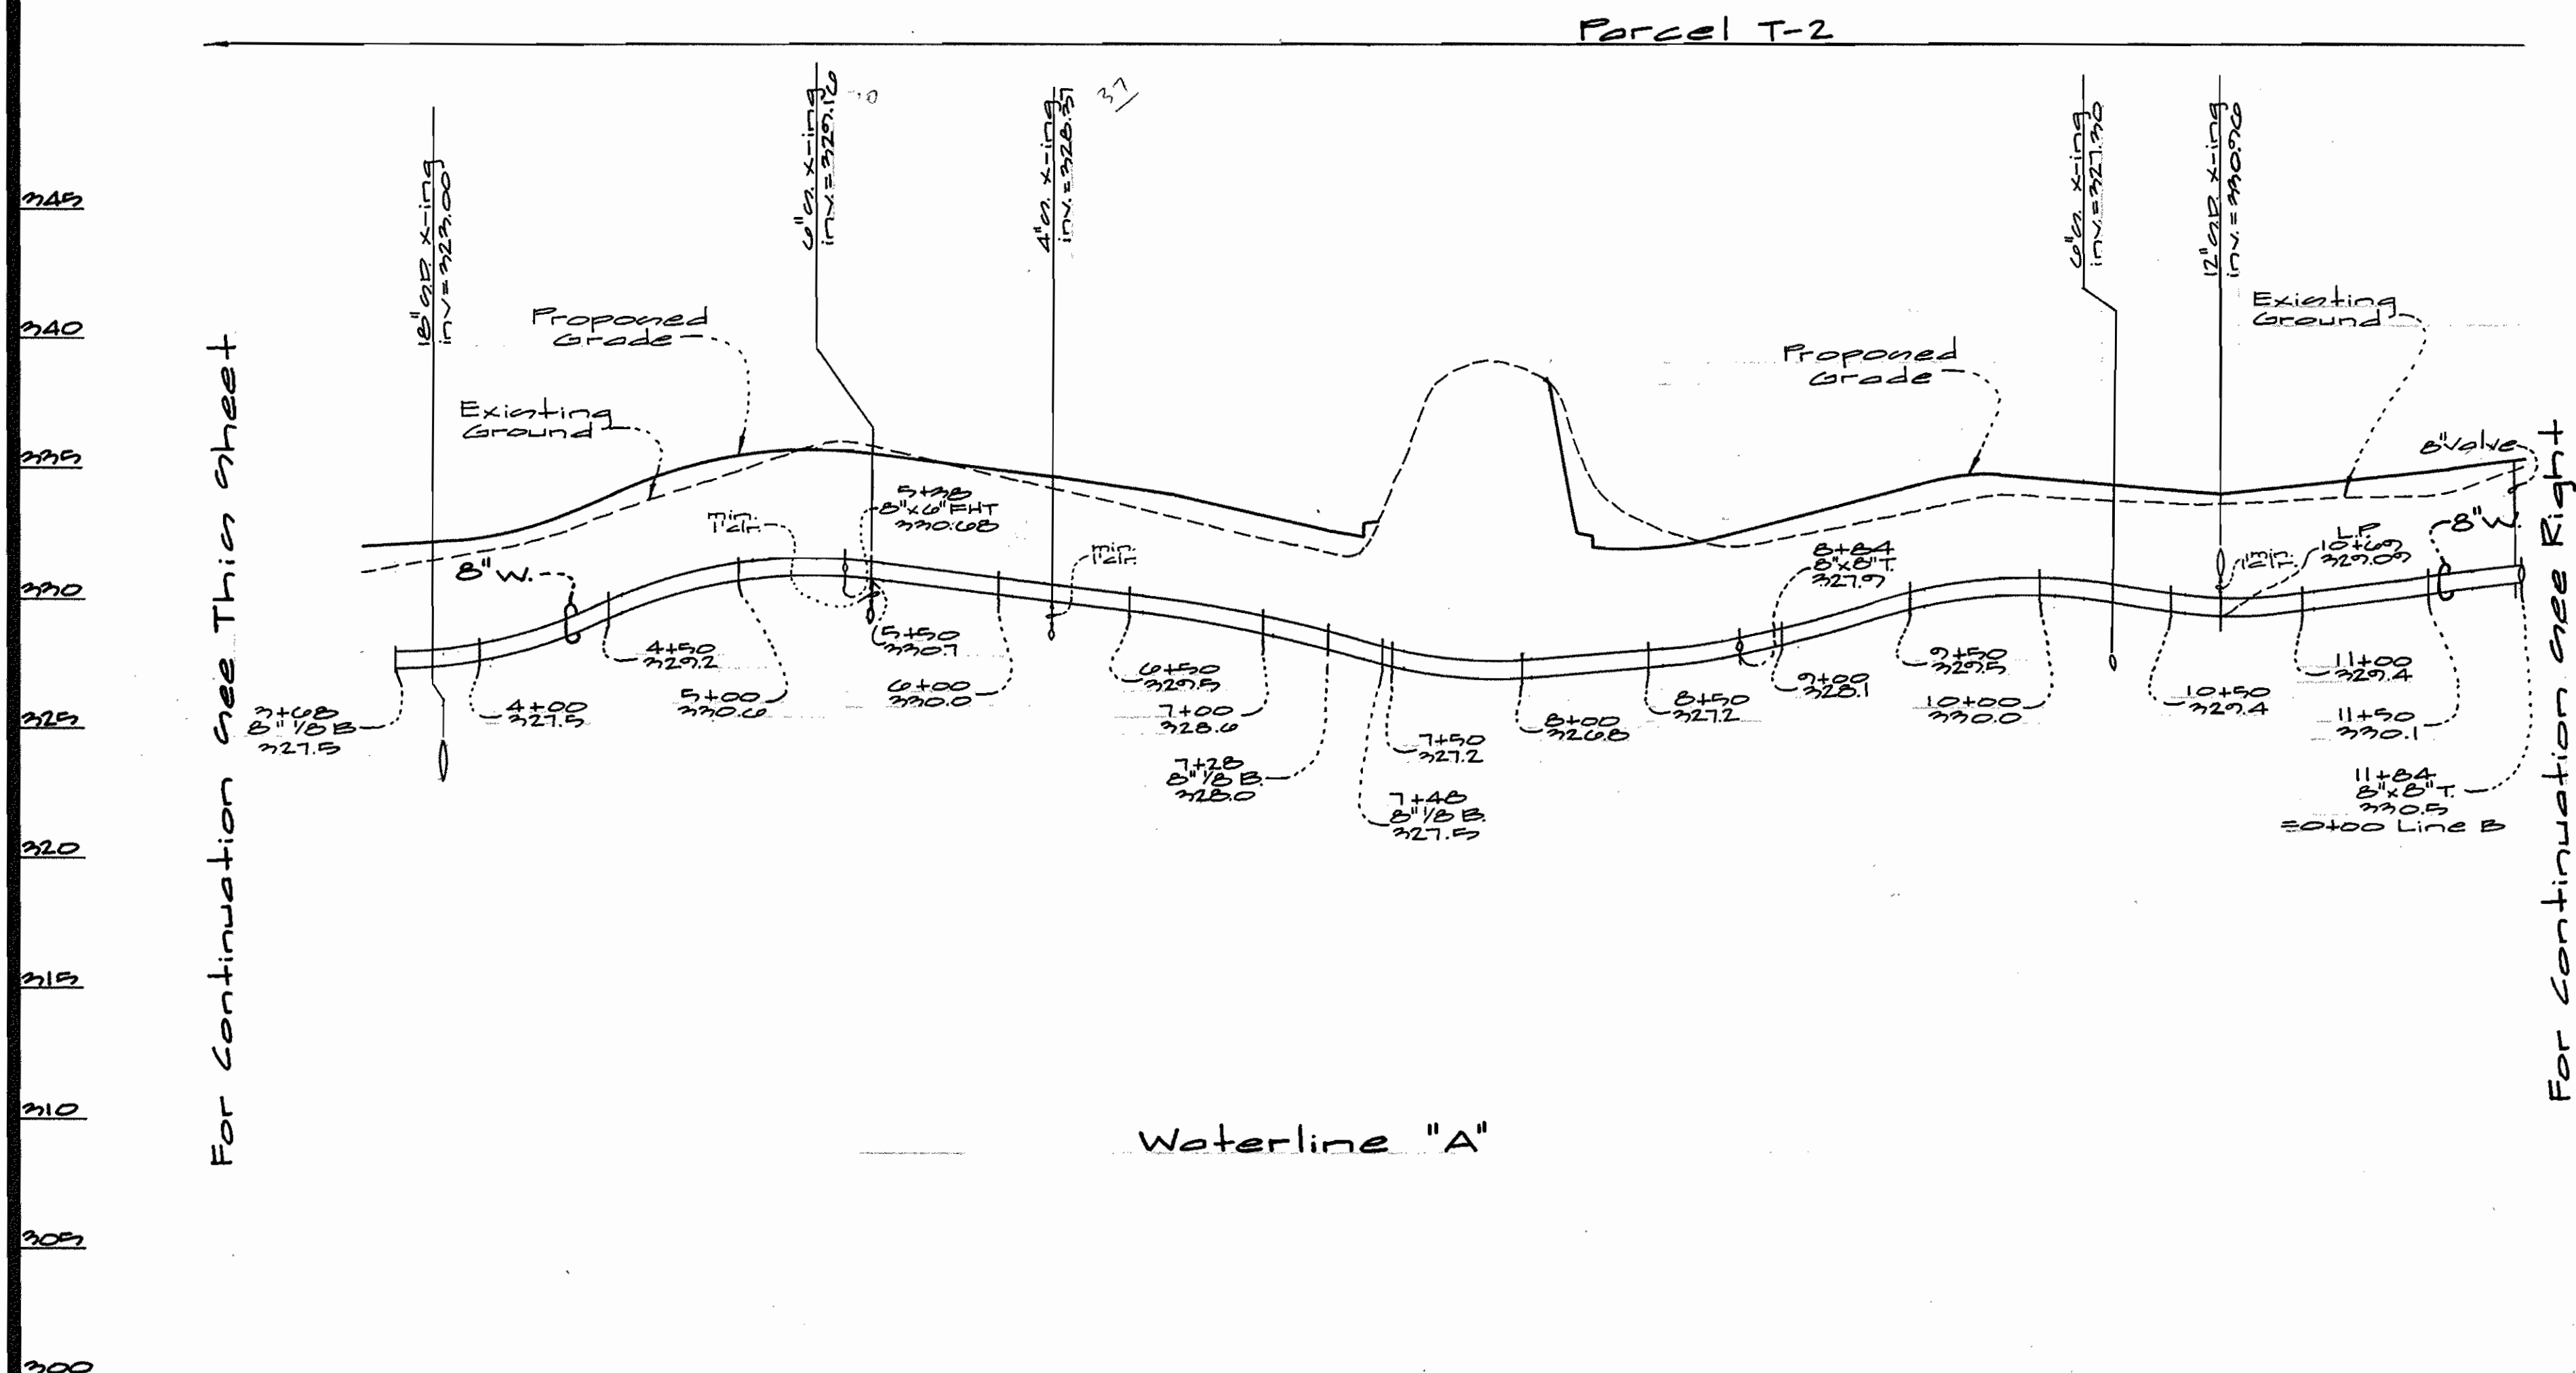 Parcel T-2
345
340
335
330
325
320
315
310
305
300
For Continuation see This sheet
18" S.D. X-ing
inv = 323.00
6" S. X-ing
inv. = 329.16
4" S. X-ing
inv. = 328.37
37
6" S. X-ing
inv = 327.30
12" S.D. X-ing
inv. = 330.96
Proposed
Grade
Existing
Ground
Proposed
Grade
Existing
Ground
8" Valve
8" W.
min.
1' clr.
5+38
8"x6" FHT
330.68
min.
1' clr.
8+84
8"x8" T.
327.9
min.
1' clr.
L.P.
10+69
329.09
8" W.
3+68
8" 1/8 B
327.5
4+00
327.5
4+50
329.2
5+00
330.6
5+50
330.7
6+00
330.0
6+50
329.5
7+00
328.6
7+28
8" 1/8 B.
328.0
7+48
8" 1/8 B.
327.5
7+50
327.2
8+00
326.8
8+50
327.2
9+00
328.1
9+50
329.5
10+00
330.0
10+50
329.4
11+00
329.4
11+50
330.1
11+84
8"x8" T.
330.5
=0+00 Line B
For Continuation see Right
Waterline "A"